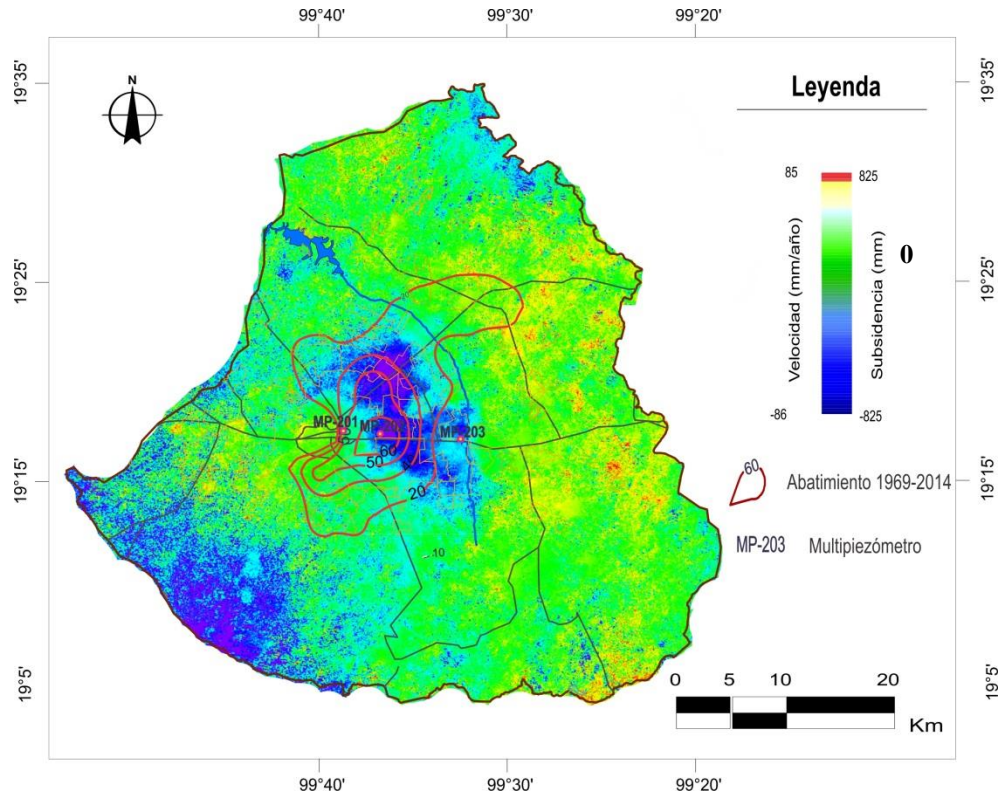 99°40' 99°30' 99°20'
19°35' 19°35'
N
Leyenda
85 825
Velocidad (mm/año) Subsidencia (mm)
0
-86 -825
19°25' 19°25'
MP-201 MP-203
60
50
20
10
60 Abatimiento 1969-2014
MP-203 Multipiezómetro
19°15' 19°15'
19°5' 19°5'
0 5 10 20
Km
99°40' 99°30' 99°20'